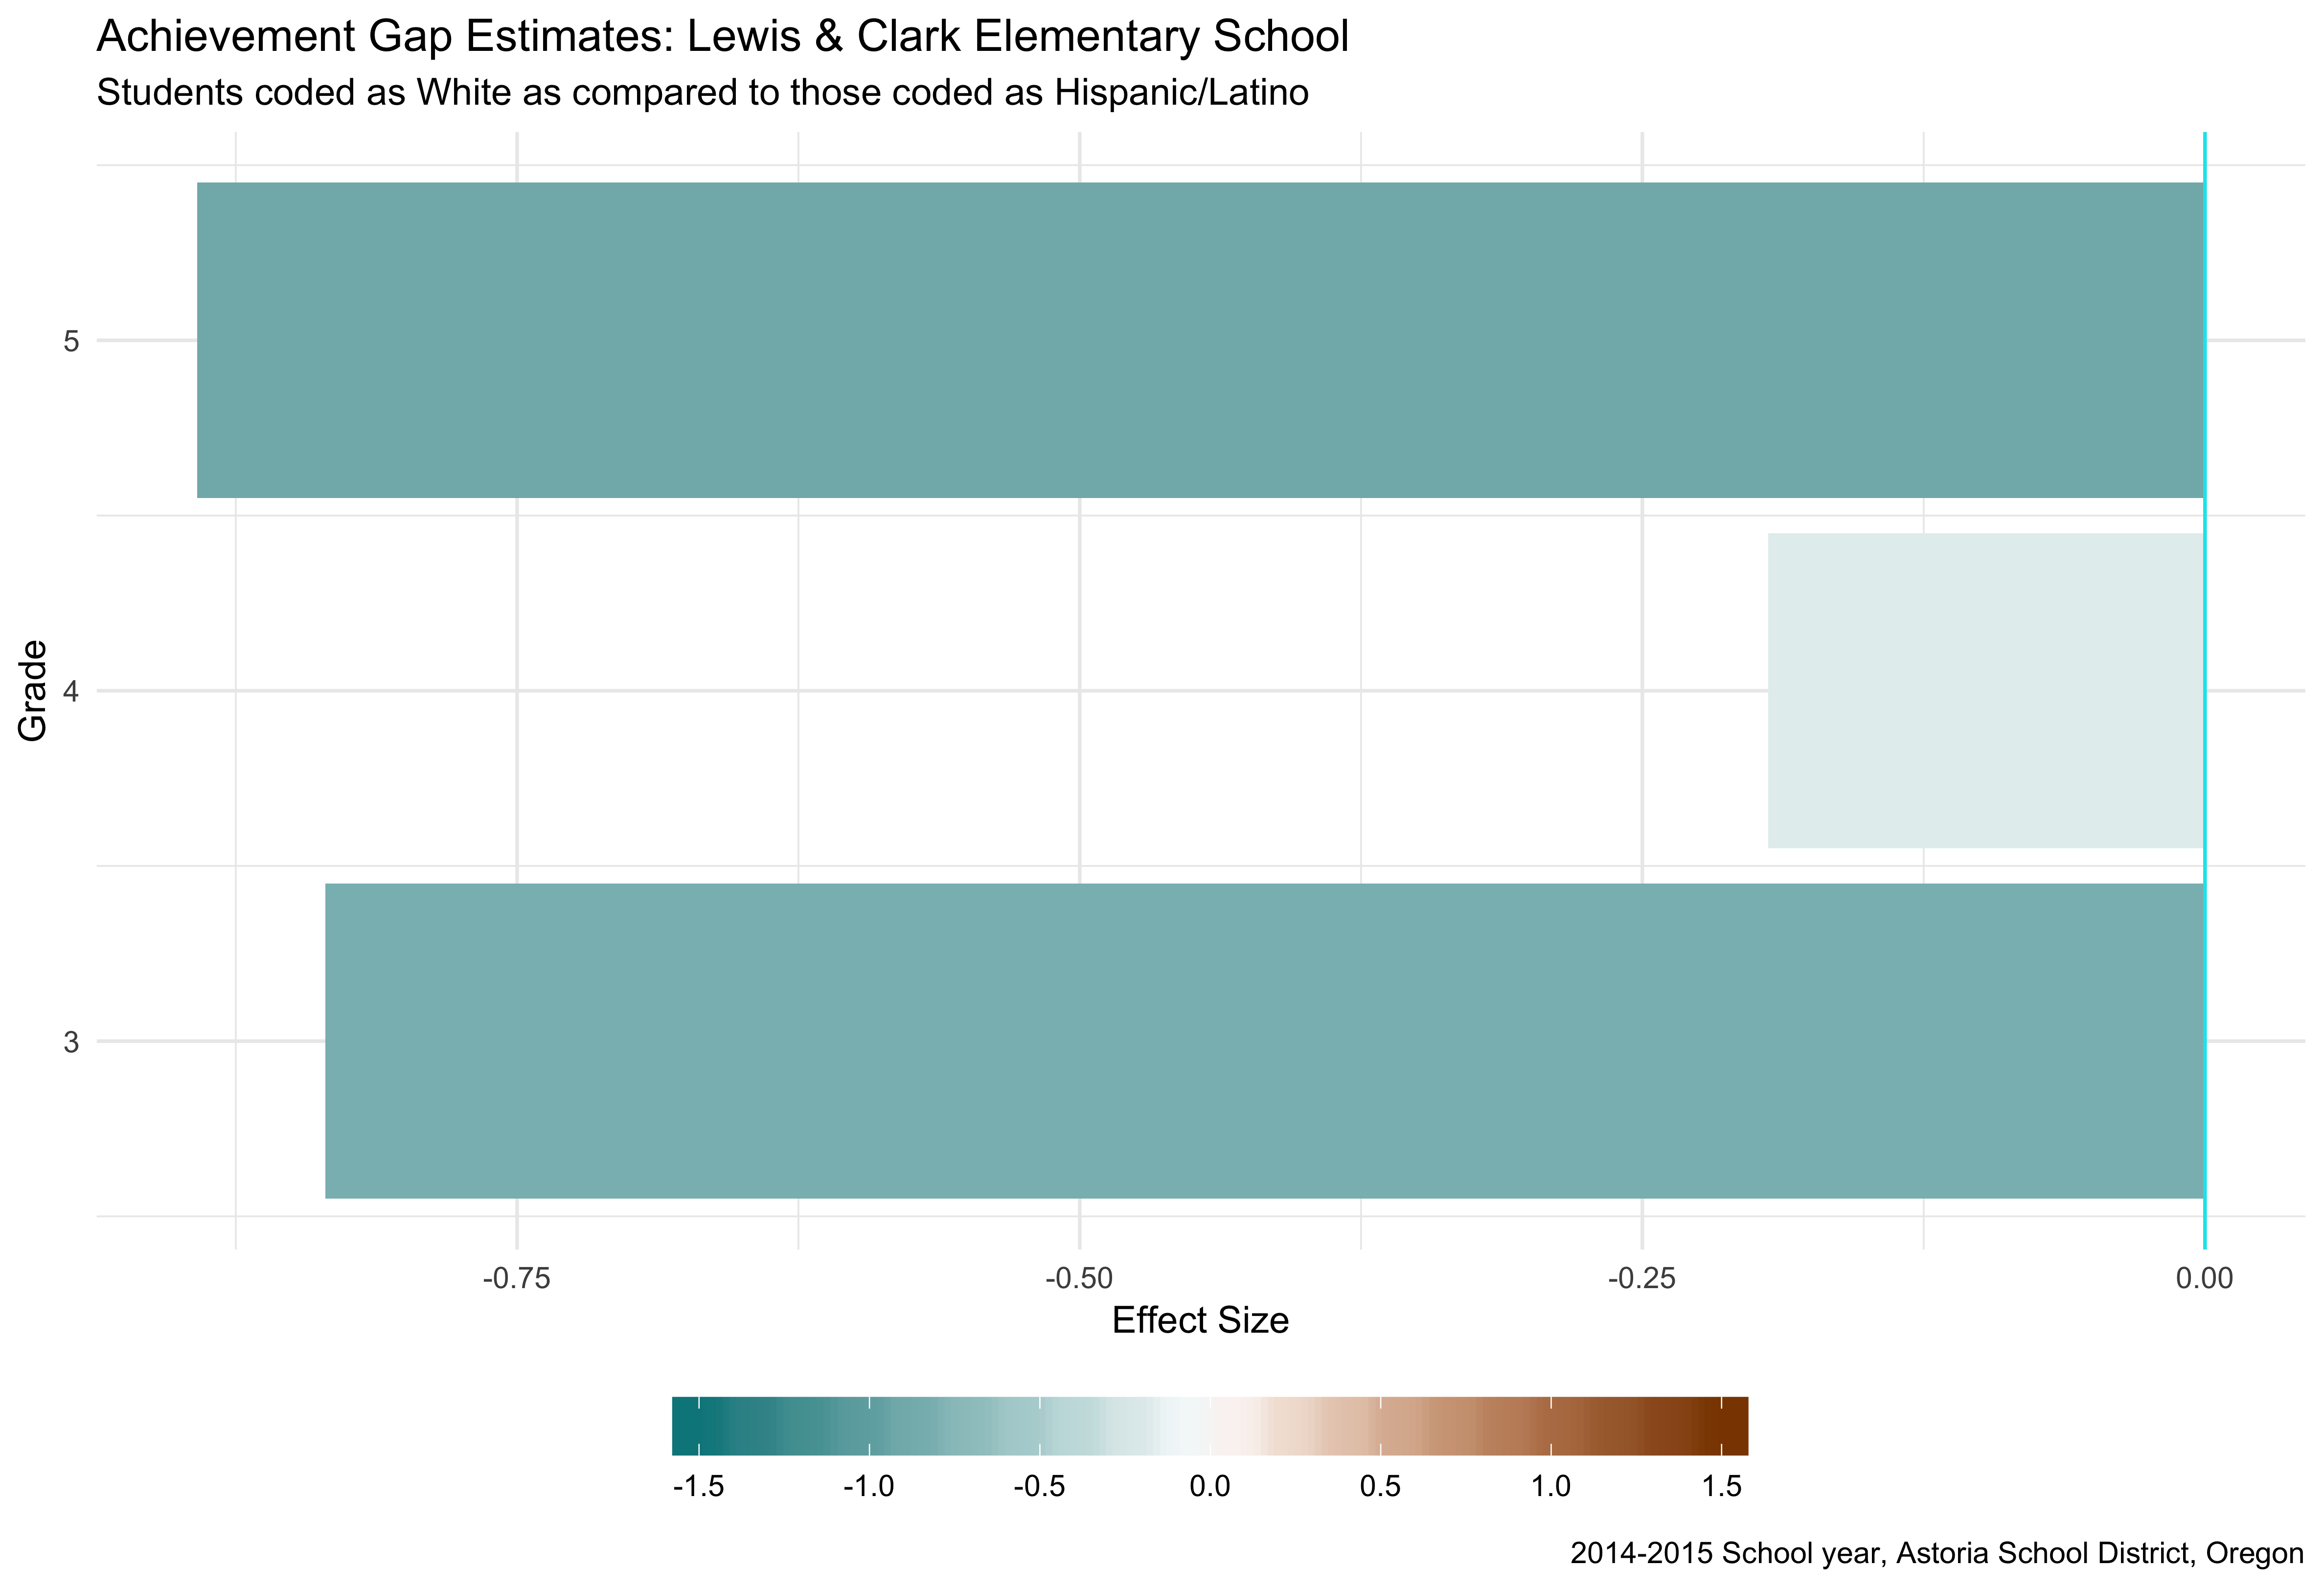 Achievement Gap Estimates: Lewis & Clark Elementary School
Students coded as White as compared to those coded as Hispanic/Latino
Grade
5
4
3
-0.75 -0.50 -0.25 0.00
Effect Size
-1.5 -1.0 -0.5 0.0 0.5 1.0 1.5
2014-2015 School year, Astoria School District, Oregon